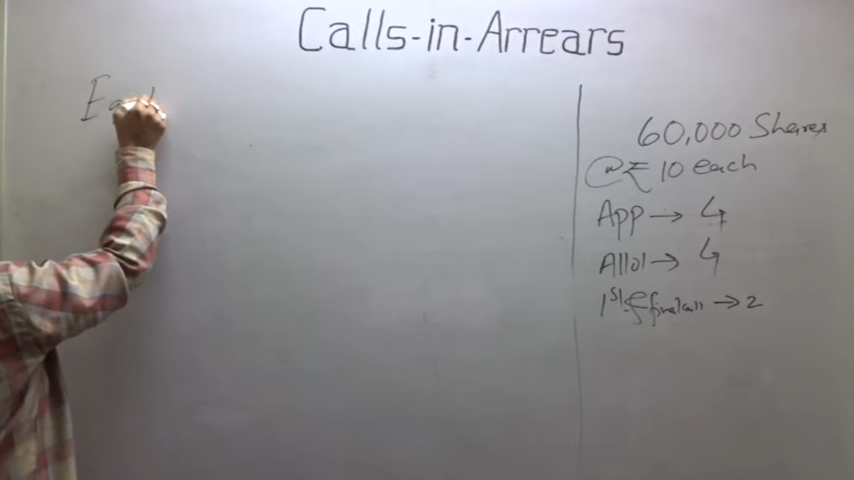 Calls-in-Arrears
60,000 Shares
@ ₹ 10 each
App → 4
Allot → 4
1st & final call → 2